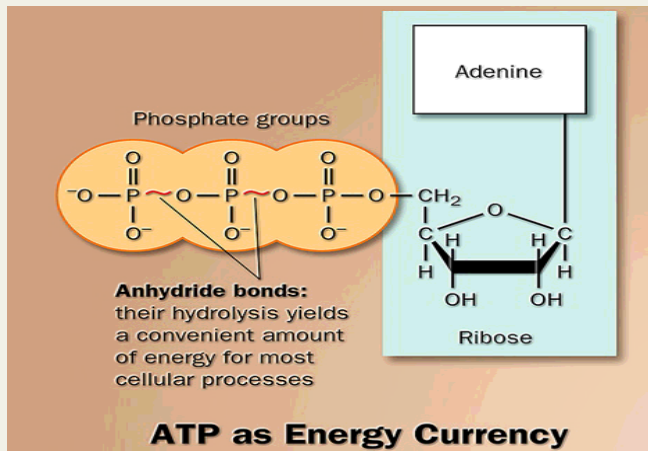 Adenine
Phosphate groups
O O O
⁻O—P~O—P~O—P—O—CH₂
O⁻ O⁻ O⁻
O
C H H C
H H
OH OH
Ribose
Anhydride bonds:
their hydrolysis yields
a convenient amount
of energy for most
cellular processes
ATP as Energy Currency